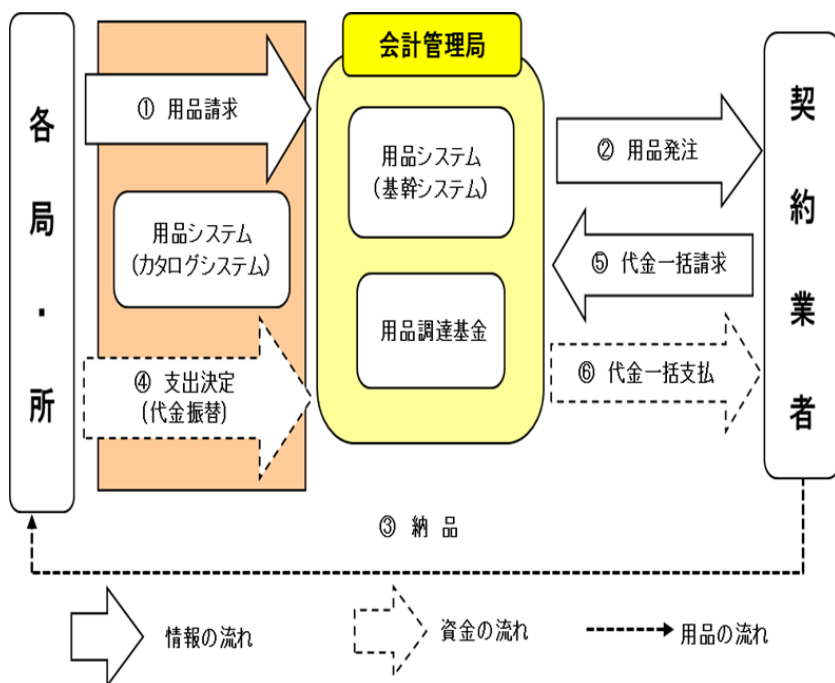 会計管理局
各局・所
① 用品請求
用品システム
(カタログシステム)
④ 支出決定
(代金振替)
用品システム
(基幹システム)
用品調達基金
② 用品発注
⑤ 代金一括請求
⑥ 代金一括支払
契約業者
③ 納 品
情報の流れ
資金の流れ
用品の流れ